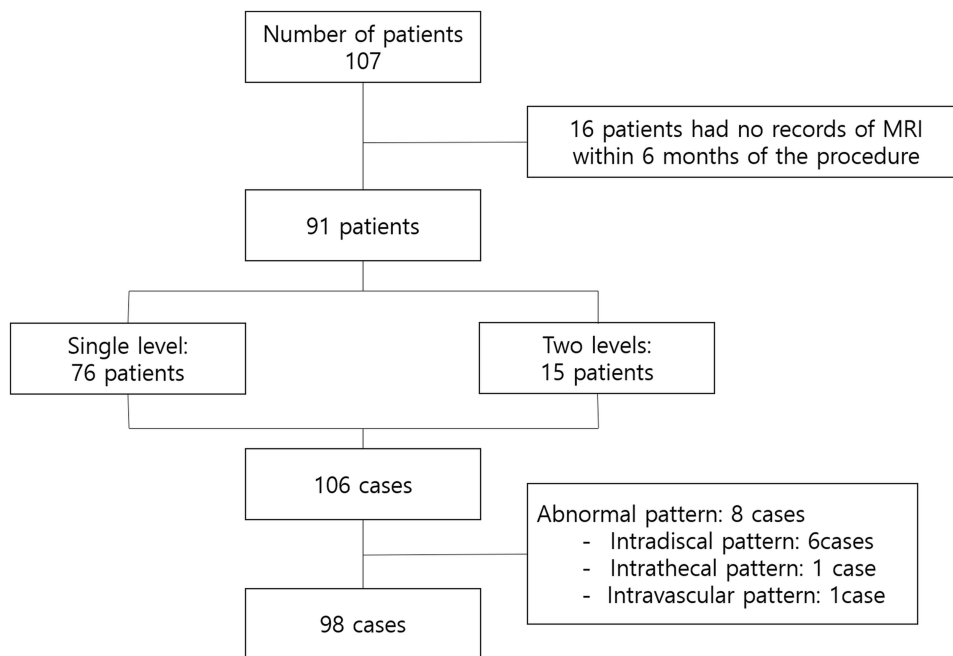 Number of patients
107
16 patients had no records of MRI
within 6 months of the procedure
91 patients
Single level:
76 patients
Two levels:
15 patients
106 cases
Abnormal pattern: 8 cases
- Intradiscal pattern: 6cases
- Intrathecal pattern: 1 case
- Intravascular pattern: 1case
98 cases